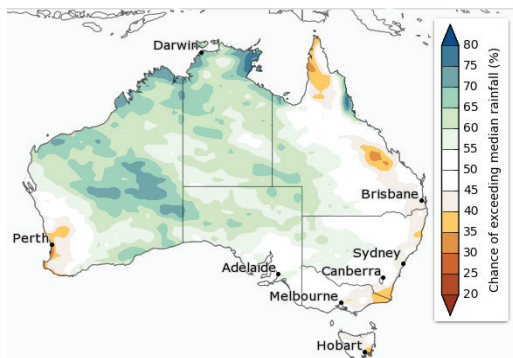 Darwin
Brisbane
Perth
Sydney
Adelaide
Canberra
Melbourne
Hobart
80
75
70
65
60
55
50
45
40
35
30
25
20
Chance of exceeding median rainfall (%)